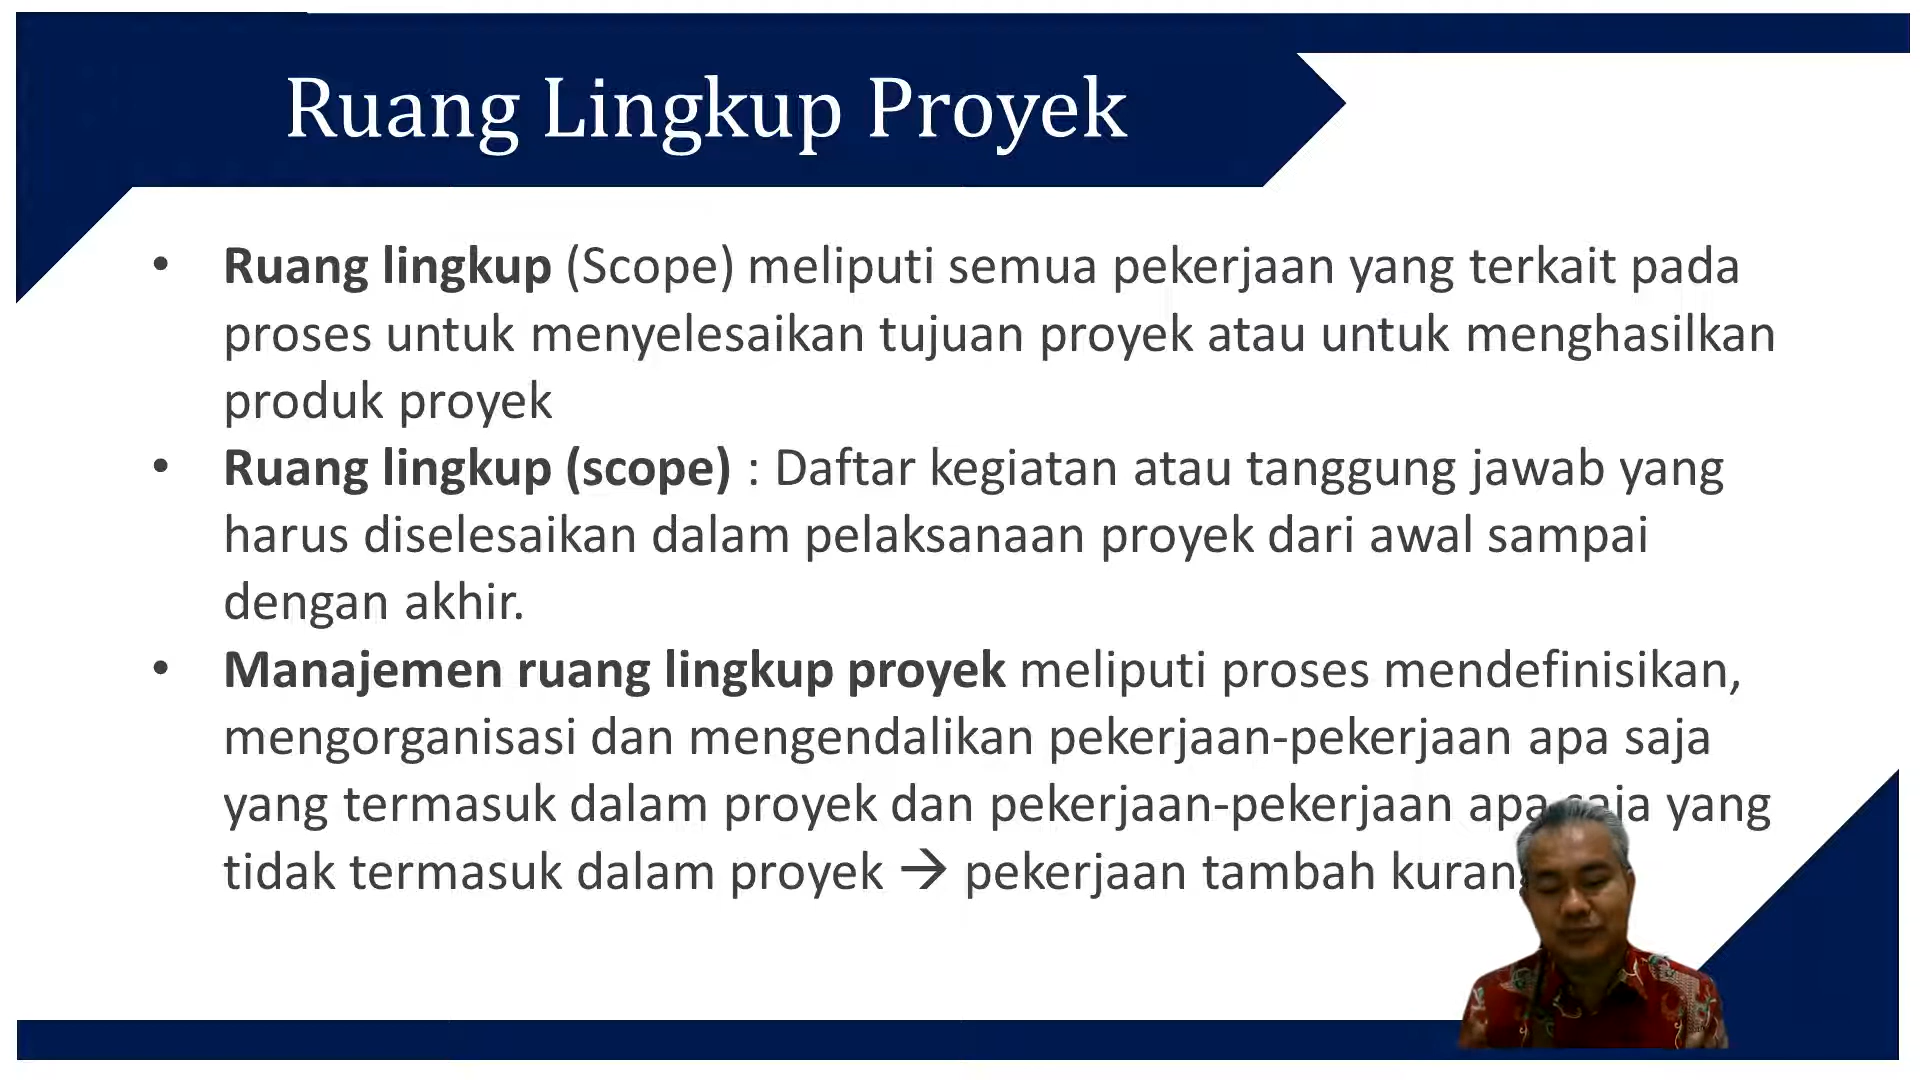 Ruang Lingkup Proyek
• Ruang lingkup (Scope) meliputi semua pekerjaan yang terkait pada
proses untuk menyelesaikan tujuan proyek atau untuk menghasilkan
produk proyek
• Ruang lingkup (scope) : Daftar kegiatan atau tanggung jawab yang
harus diselesaikan dalam pelaksanaan proyek dari awal sampai
dengan akhir.
• Manajemen ruang lingkup proyek meliputi proses mendefinisikan,
mengorganisasi dan mengendalikan pekerjaan-pekerjaan apa saja
yang termasuk dalam proyek dan pekerjaan-pekerjaan apa saja yang
tidak termasuk dalam proyek → pekerjaan tambah kurang